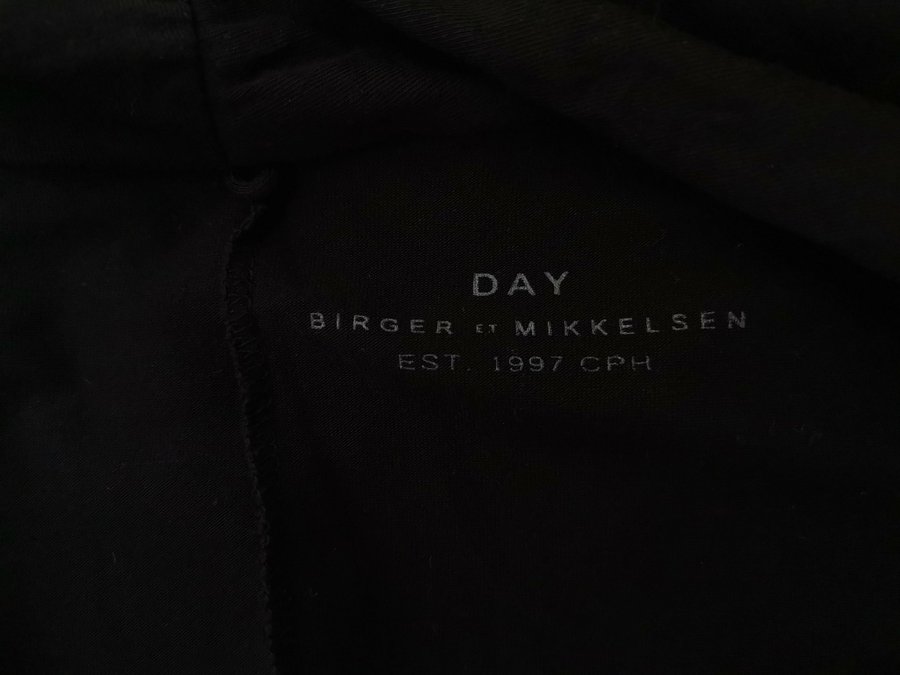 DAY
BIRGER ET MIKKELSEN
EST. 1997 CPH